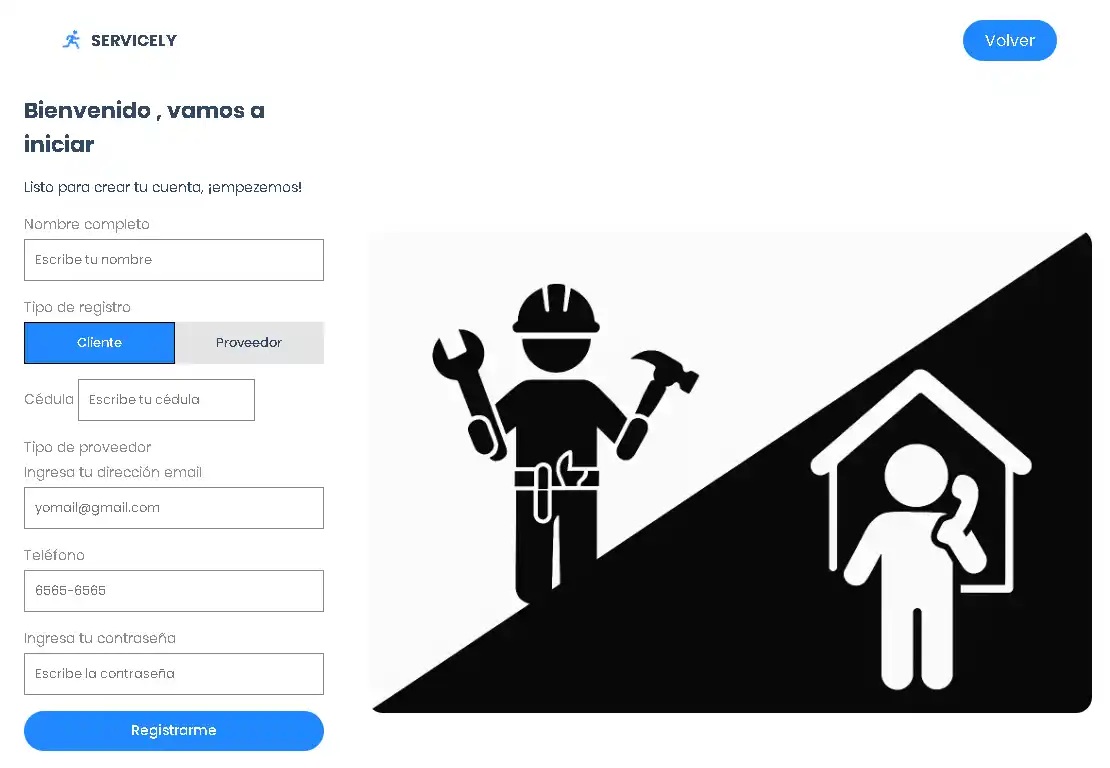 SERVICELY
Volver
Bienvenido , vamos a
iniciar
Listo para crear tu cuenta, ¡empezemos!
Nombre completo
Escribe tu nombre
Tipo de registro
Cliente Proveedor
Cédula Escribe tu cédula
Tipo de proveedor
Ingresa tu dirección email
yomail@gmail.com
Teléfono
6565-6565
Ingresa tu contraseña
Escribe la contraseña
Registrarme